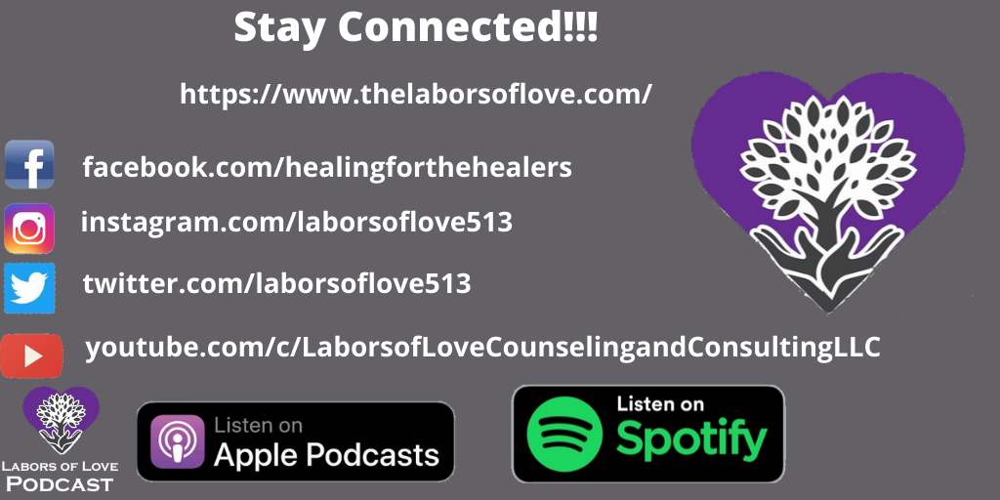 Stay Connected!!!
https://www.thelaborsoflove.com/
facebook.com/healingforthehealers
instagram.com/laborsoflove513
twitter.com/laborsoflove513
youtube.com/c/LaborsofLoveCounselingandConsultingLLC
Labors of Love
Podcast
Listen on
Apple Podcasts
Listen on
Spotify